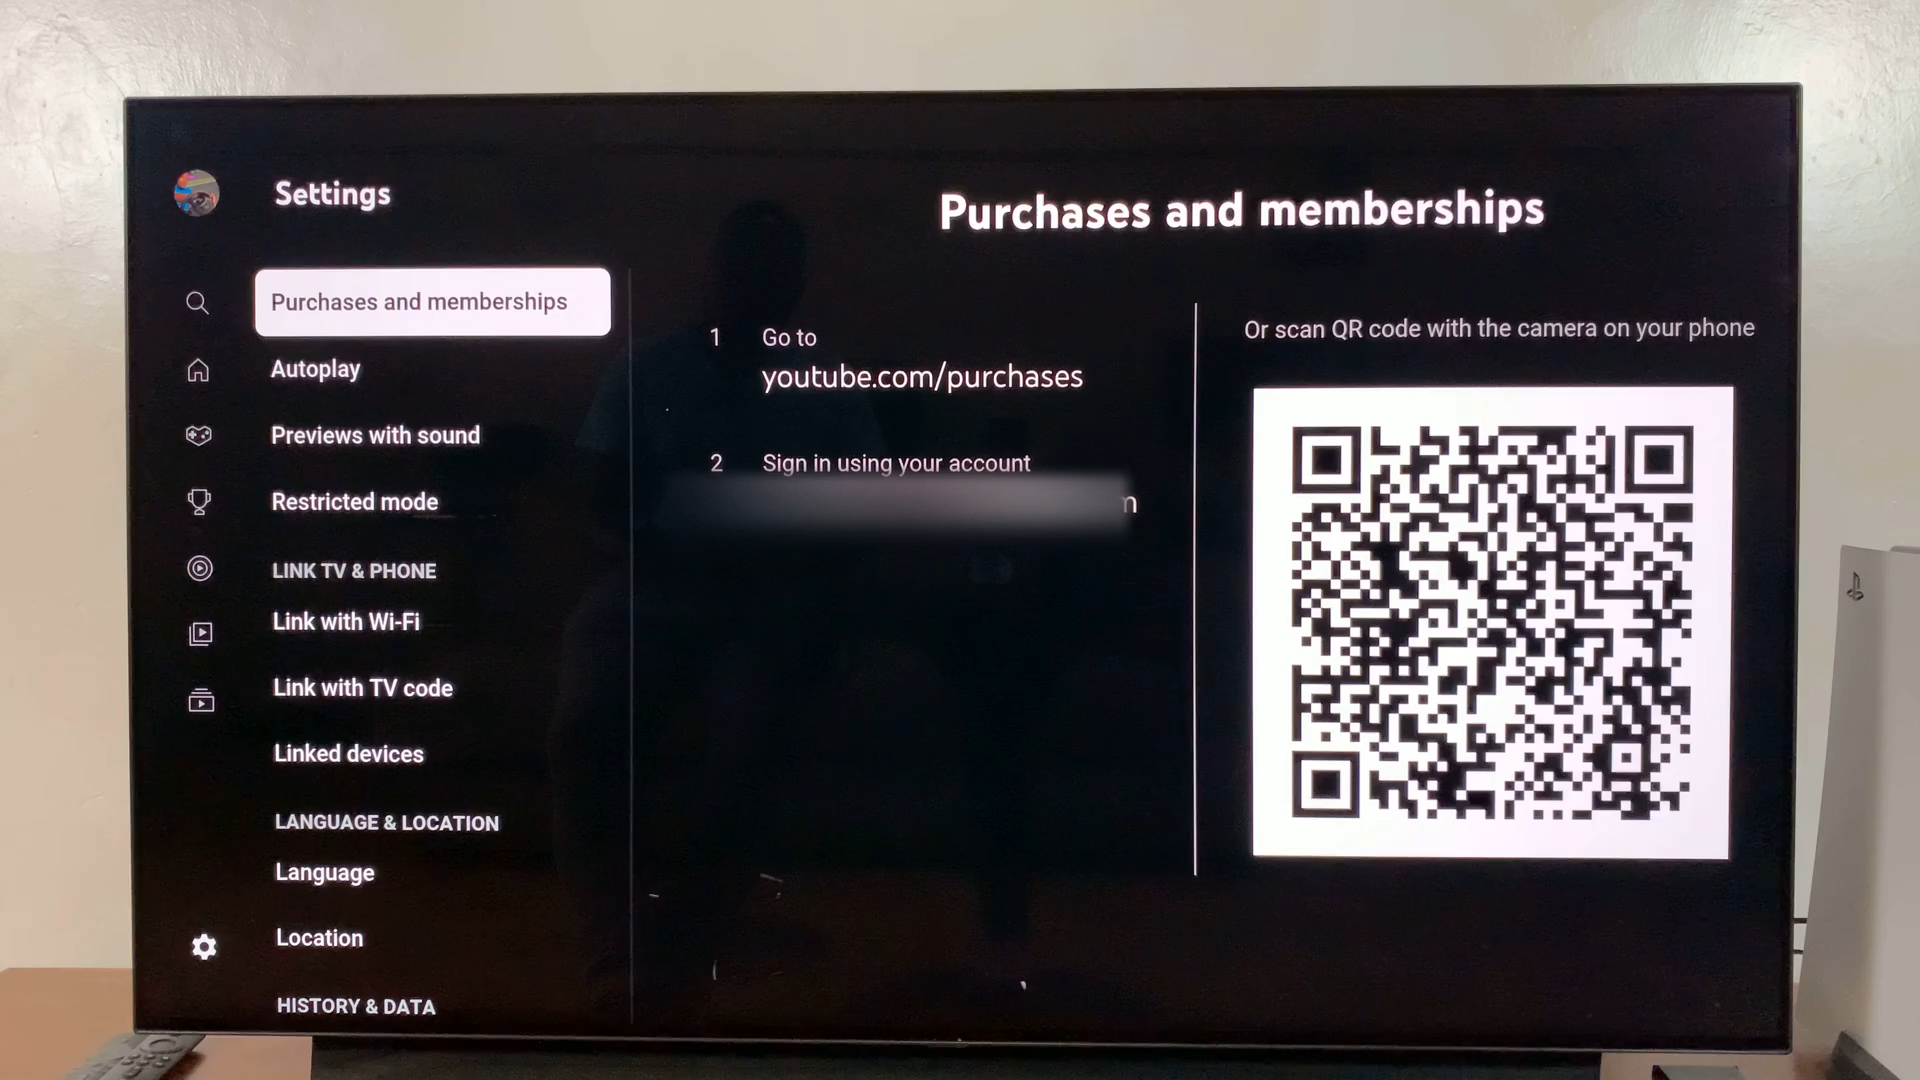 Settings
Purchases and memberships
Autoplay
Previews with sound
Restricted mode
LINK TV & PHONE
Link with Wi-Fi
Link with TV code
Linked devices
LANGUAGE & LOCATION
Language
Location
HISTORY & DATA
Purchases and memberships
1 Go to
youtube.com/purchases
2 Sign in using your account
Or scan QR code with the camera on your phone